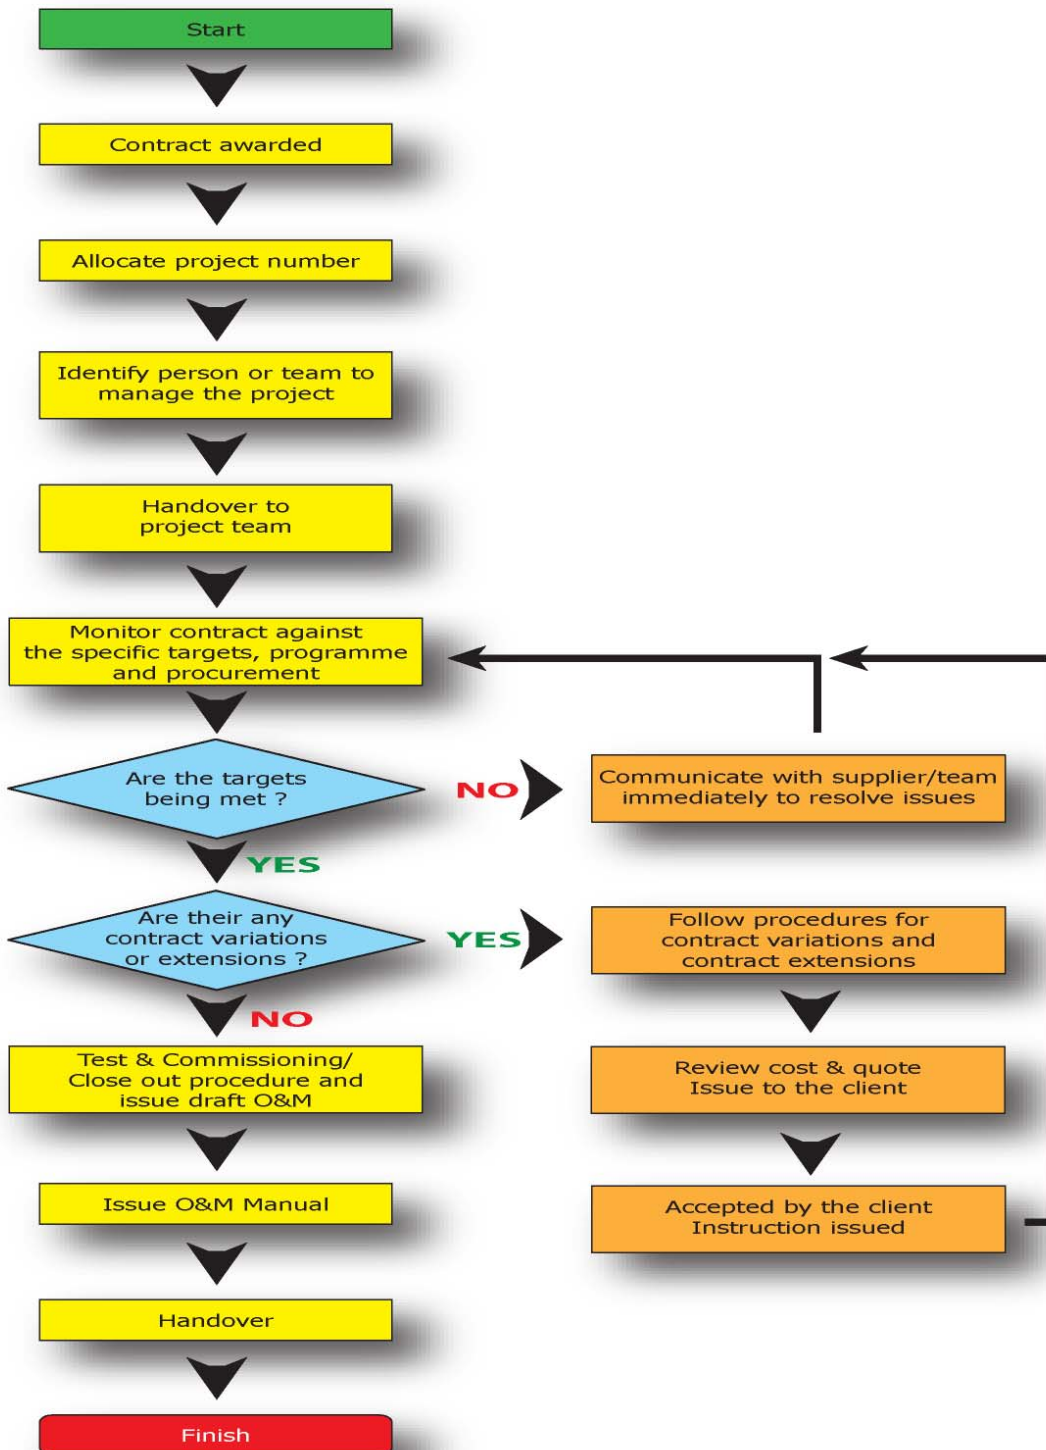 Start
Contract awarded
Allocate project number
Identify person or team to
manage the project
Handover to
project team
Monitor contract against
the specific targets, programme
and procurement
Are the targets
being met ?
NO
Communicate with supplier/team
immediately to resolve issues
YES
Are their any
contract variations
or extensions ?
YES
Follow procedures for
contract variations and
contract extensions
NO
Review cost & quote
Issue to the client
Accepted by the client
Instruction issued
Test & Commissioning/
Close out procedure and
issue draft O&M
Issue O&M Manual
Handover
Finish